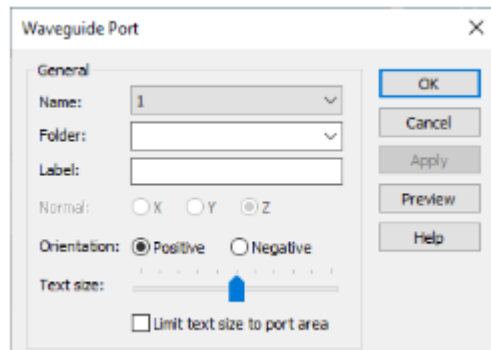 Waveguide Port
General
Name: 1
OK
Folder:
Cancel
Label:
Apply
Normal: X Y Z
Preview
Orientation: Positive Negative
Help
Text size:
Limit text size to port area